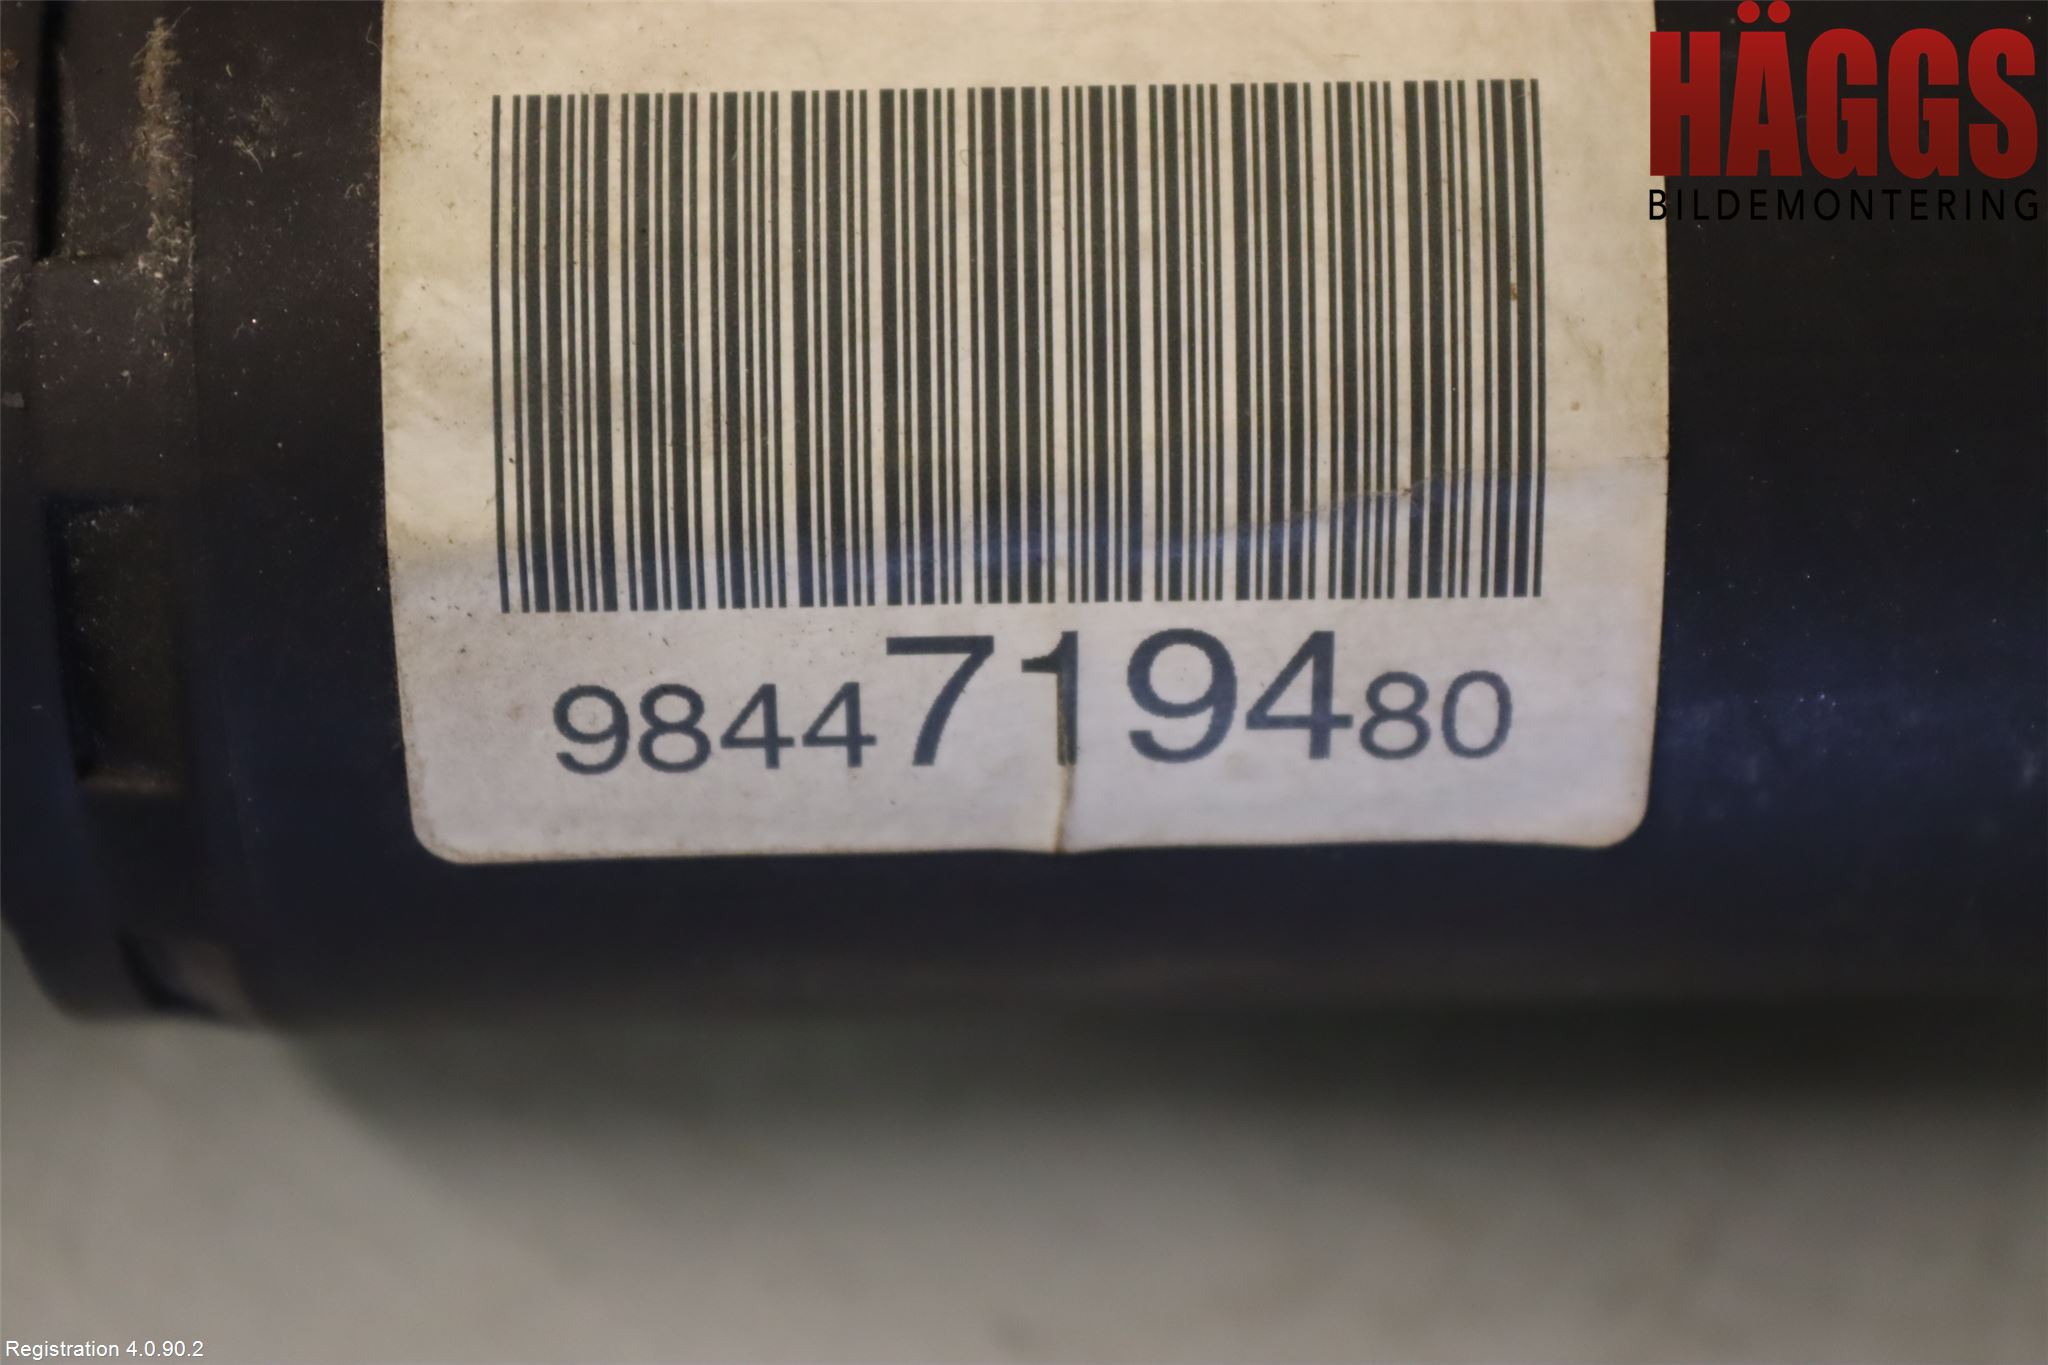 HÄGGS
BILDEMONTERING
9844719480
Registration 4.0.90.2